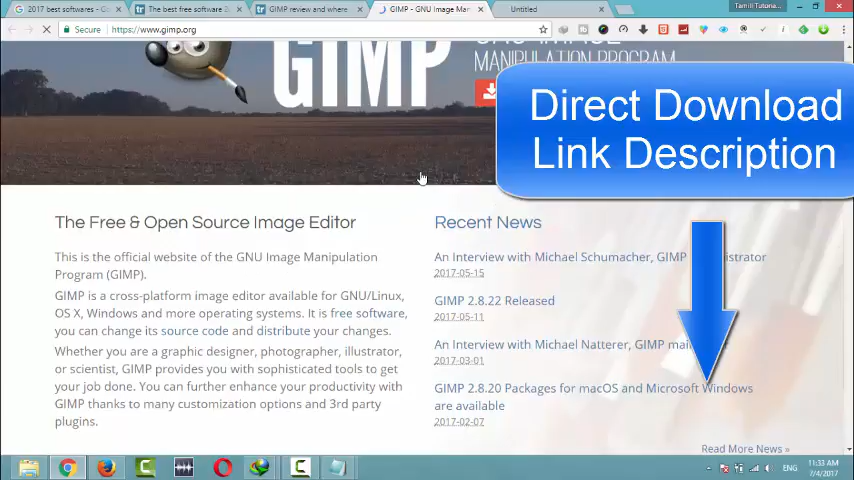 2017 best softwares - G
The best free software D
GIMP review and where
GIMP - GNU Image Man
Untitled
Tamill Tutoria...
Secure
https://www.gimp.org
GIMP
MANIPULATION PROGRAM
Direct Download
Link Description
The Free & Open Source Image Editor
This is the official website of the GNU Image Manipulation
Program (GIMP).
GIMP is a cross-platform image editor available for GNU/Linux,
OS X, Windows and more operating systems. It is free software,
you can change its source code and distribute your changes.
Whether you are a graphic designer, photographer, illustrator,
or scientist, GIMP provides you with sophisticated tools to get
your job done. You can further enhance your productivity with
GIMP thanks to many customization options and 3rd party
plugins.
Recent News
An Interview with Michael Schumacher, GIMP
2017-05-15
GIMP 2.8.22 Released
2017-05-11
An Interview with Michael Natterer, GIMP
2017-03-01
GIMP 2.8.20 Packages for macOS and Microsoft Windows
are available
2017-02-07
Read More News »
ENG
11:33 AM
7/4/2017